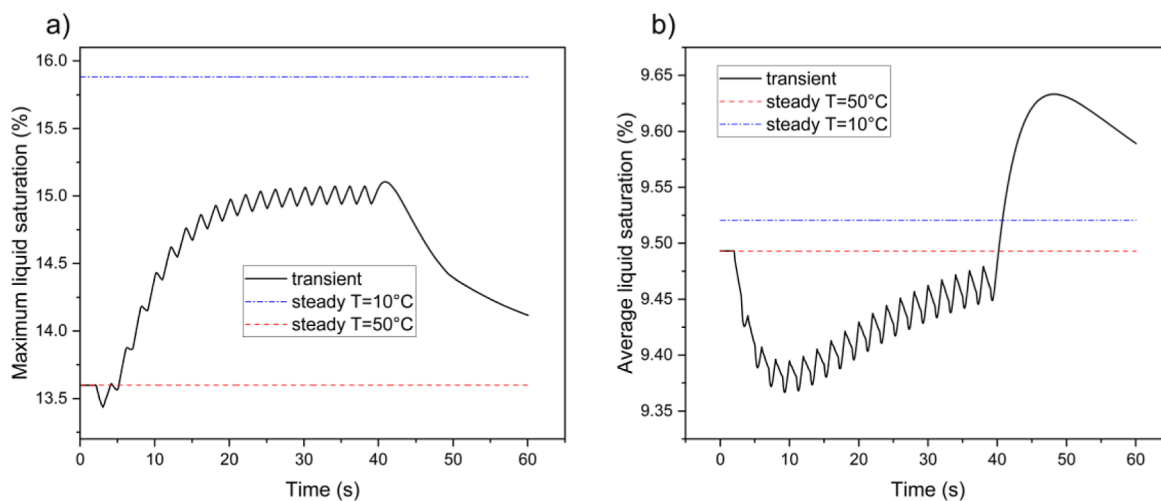 a)
Maximum liquid saturation (%)
16.0
15.5
15.0
14.5
14.0
13.5
0 10 20 30 40 50 60
Time (s)
transient
steady T=10°C
steady T=50°C
b)
Average liquid saturation (%)
9.65
9.60
9.55
9.50
9.45
9.40
9.35
0 10 20 30 40 50 60
Time (s)
transient
steady T=50°C
steady T=10°C